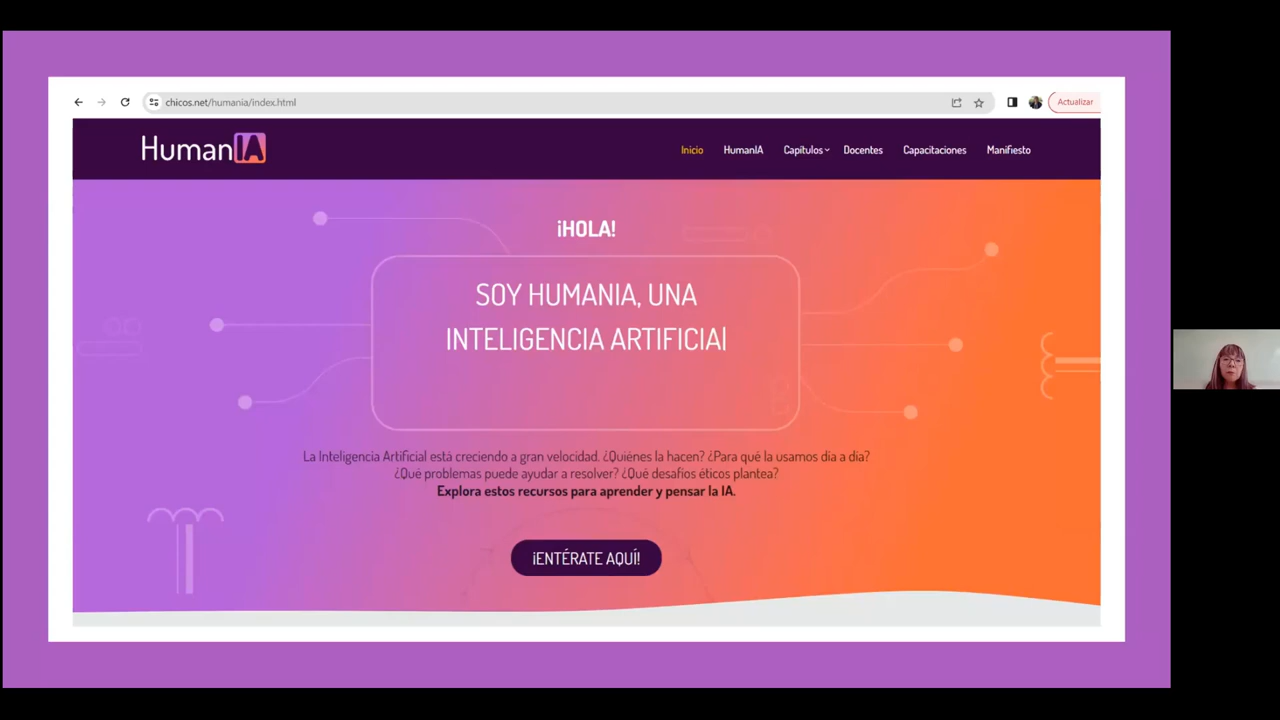 chicos.net/humania/index.html
Actualizar
HumanIA
Inicio HumanIA Capítulos Docentes Capacitaciones Manifiesto
¡HOLA!
SOY HUMANIA, UNA
INTELIGENCIA ARTIFICIA
La Inteligencia Artificial está creciendo a gran velocidad. ¿Quiénes la hacen? ¿Para qué la usamos día a día?
¿Qué problemas puede ayudar a resolver? ¿Qué desafíos éticos plantea?
Explora estos recursos para aprender y pensar la IA.
¡ENTÉRATE AQUÍ!